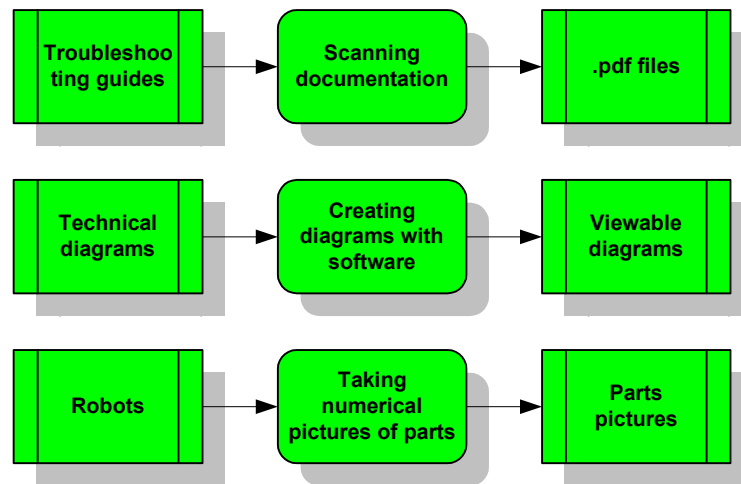 Troubleshoo
ting guides
Scanning
documentation
.pdf files
Technical
diagrams
Creating
diagrams with
software
Viewable
diagrams
Robots
Taking
numerical
pictures of parts
Parts
pictures